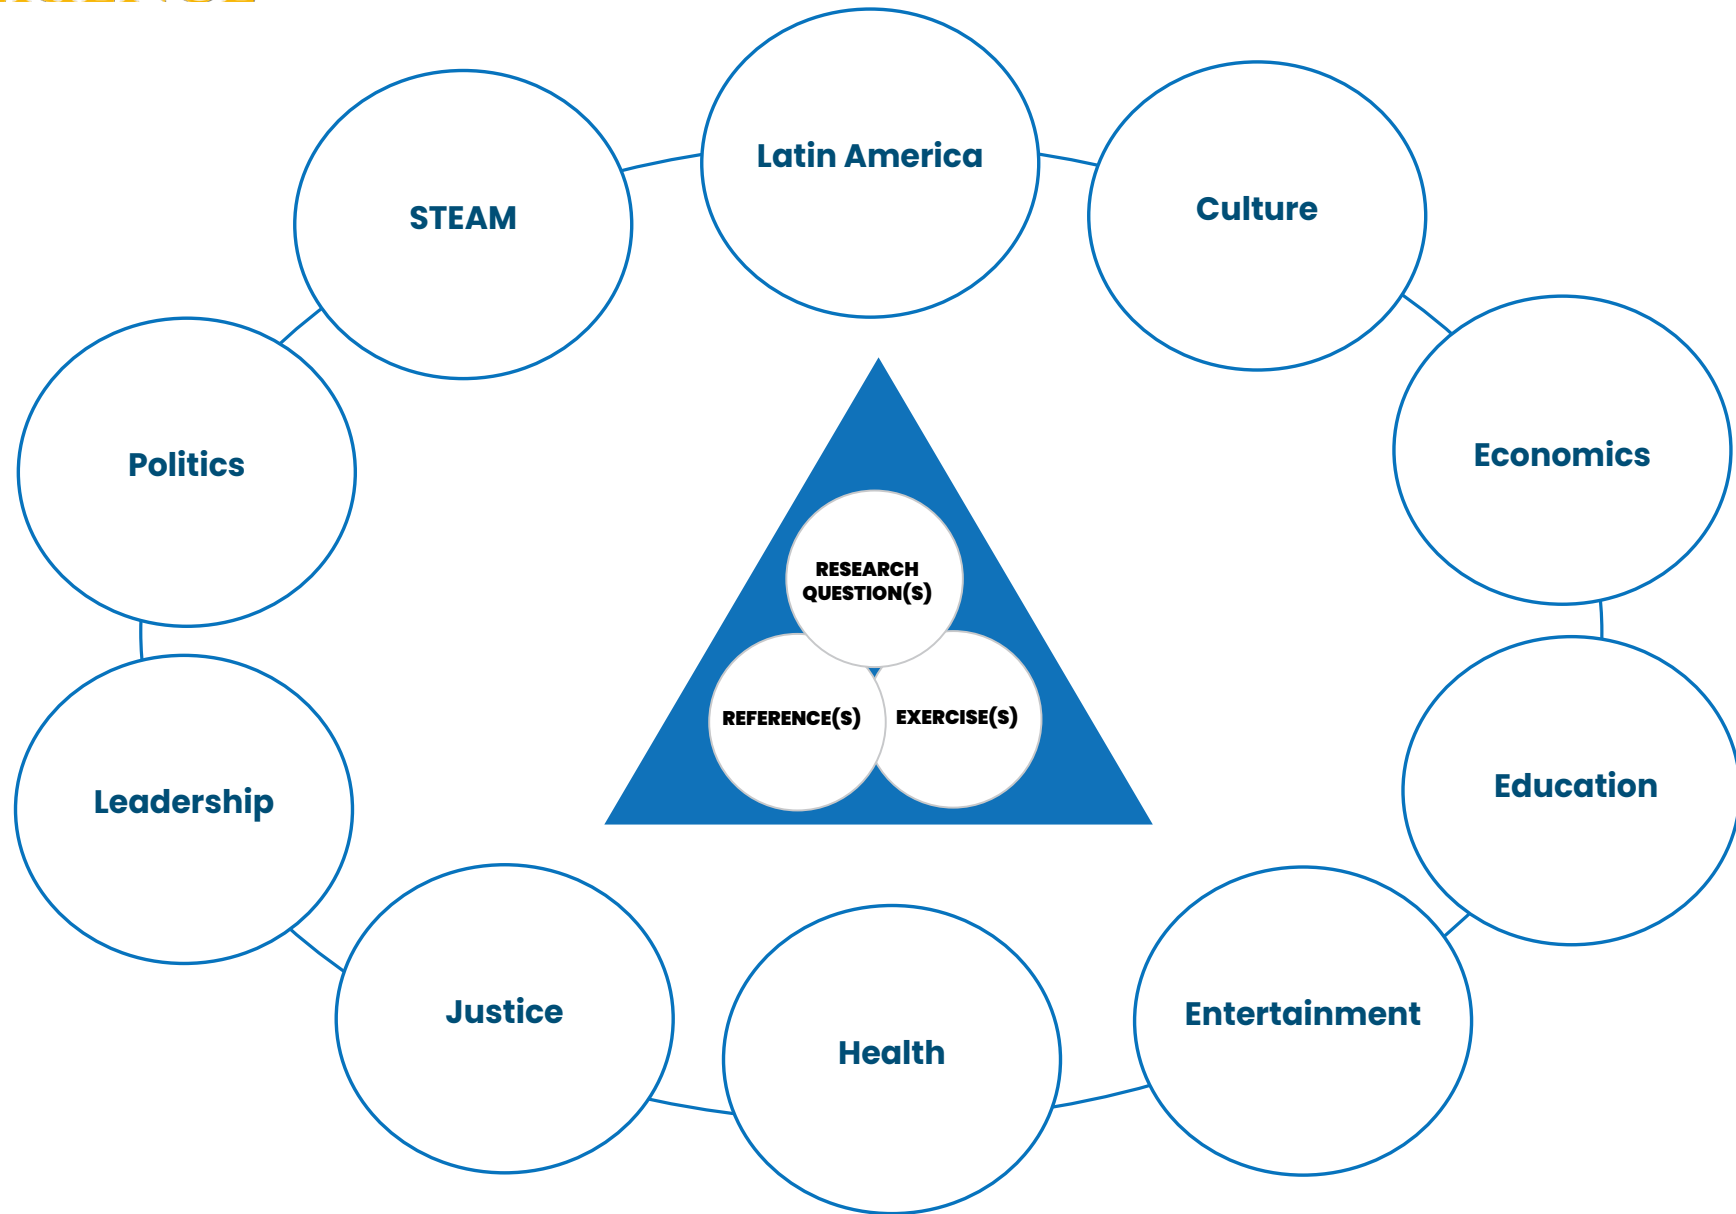 Latin America
Culture
STEAM
Economics
Politics
RESEARCH
QUESTION(S)
REFERENCE(S)
EXERCISE(S)
Education
Leadership
Justice
Entertainment
Health